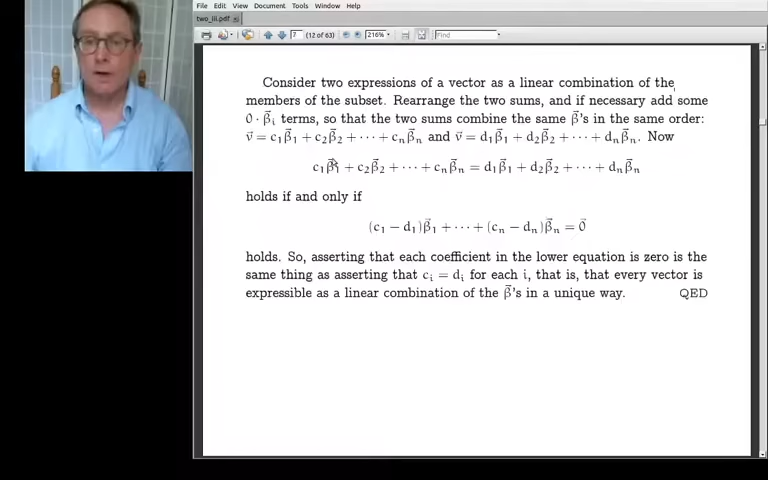 File Edit View Document Tools Window Help
two_iii.pdf
7 (12 of 63) 216% Find
Consider two expressions of a vector as a linear combination of the
members of the subset. Rearrange the two sums, and if necessary add some
0 · β⃗ᵢ terms, so that the two sums combine the same β⃗'s in the same order:
v⃗ = c₁β⃗₁ + c₂β⃗₂ + ··· + cₙβ⃗ₙ and v⃗ = d₁β⃗₁ + d₂β⃗₂ + ··· + dₙβ⃗ₙ. Now
c₁β⃗₁ + c₂β⃗₂ + ··· + cₙβ⃗ₙ = d₁β⃗₁ + d₂β⃗₂ + ··· + dₙβ⃗ₙ
holds if and only if
(c₁ − d₁)β⃗₁ + ··· + (cₙ − dₙ)β⃗ₙ = 0⃗
holds. So, asserting that each coefficient in the lower equation is zero is the
same thing as asserting that cᵢ = dᵢ for each i, that is, that every vector is
expressible as a linear combination of the β⃗'s in a unique way. QED